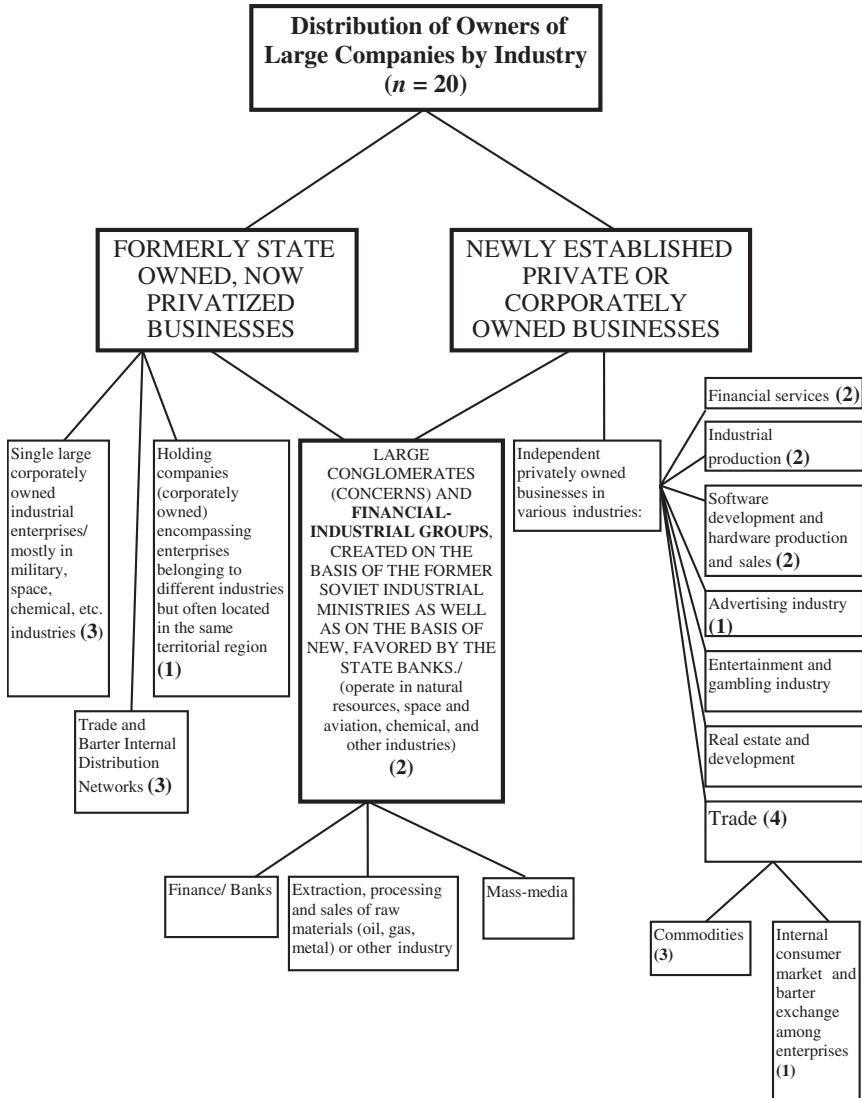 Distribution of Owners of
Large Companies by Industry
(n = 20)
FORMERLY STATE
OWNED, NOW
PRIVATIZED
BUSINESSES
NEWLY ESTABLISHED
PRIVATE OR
CORPORATELY
OWNED BUSINESSES
Single large
corporately
owned
industrial
enterprises/
mostly in
military,
space,
chemical, etc.
industries (3)
Trade and
Barter Internal
Distribution
Networks (3)
Holding
companies
(corporately
owned)
encompassing
enterprises
belonging to
different industries
but often located
in the same
territorial region
(1)
LARGE
CONGLOMERATES
(CONCERNS) AND
FINANCIAL-
INDUSTRIAL GROUPS,
CREATED ON THE
BASIS OF THE FORMER
SOVIET INDUSTRIAL
MINISTRIES AS WELL
AS ON THE BASIS OF
NEW, FAVORED BY THE
STATE BANKS./
(operate in natural
resources, space and
aviation, chemical, and
other industries)
(2)
Finance/ Banks
Extraction, processing
and sales of raw
materials (oil, gas,
metal) or other industry
Mass-media
Independent
privately owned
businesses in
various industries:
Financial services (2)
Industrial
production (2)
Software
development and
hardware production
and sales (2)
Advertising industry
(1)
Entertainment and
gambling industry
Real estate and
development
Trade (4)
Commodities
(3)
Internal
consumer
market and
barter
exchange
among
enterprises
(1)